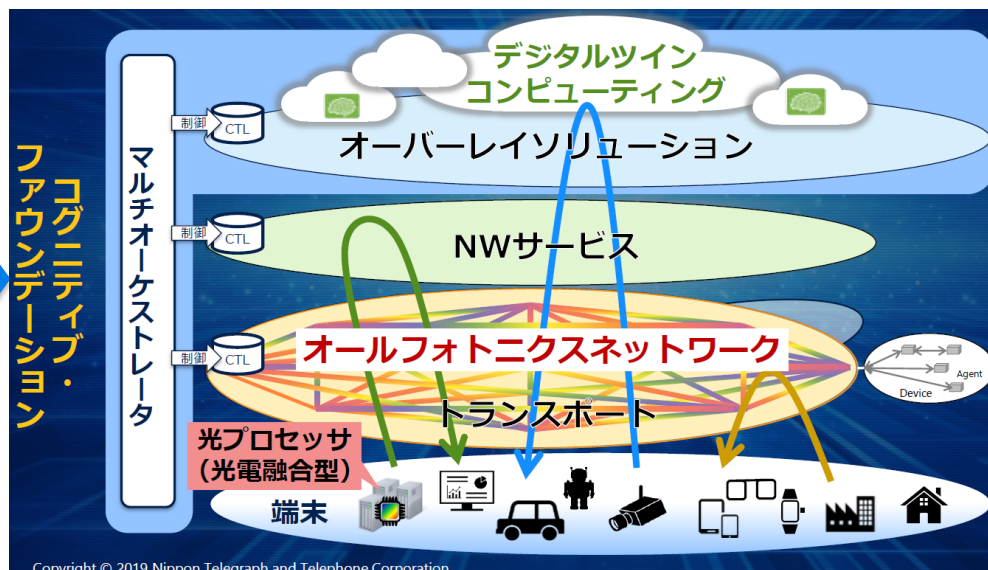 コグニティブ・
ファウンデーション
マルチオーケストレータ
デジタルツイン
コンピューティング
制御
CTL
オーバーレイソリューション
制御
CTL
NWサービス
制御
CTL
オールフォトニクスネットワーク
トランスポート
Agent
Device
光プロセッサ
(光電融合型)
端末
Copyright © 2019 Nippon Telegraph and Telephone Corporation